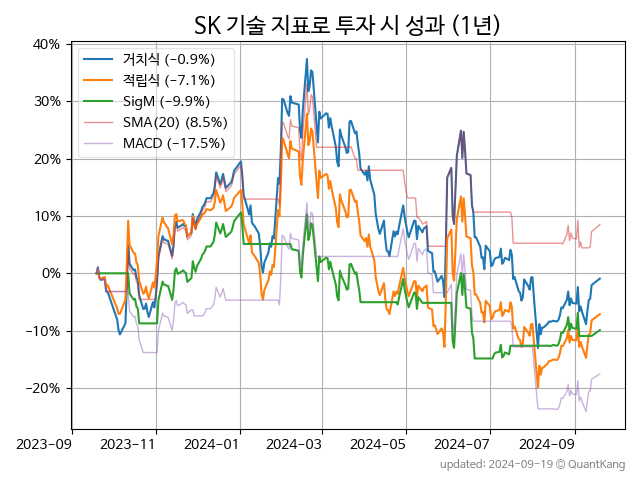 SK 기술 지표로 투자 시 성과 (1년)
40%
30%
20%
10%
0%
−10%
−20%
거치식 (−0.9%)
적립식 (−7.1%)
SigM (−9.9%)
SMA(20) (8.5%)
MACD (−17.5%)
2023-09 2023-11 2024-01 2024-03 2024-05 2024-07 2024-09
updated: 2024-09-19 © QuantKang